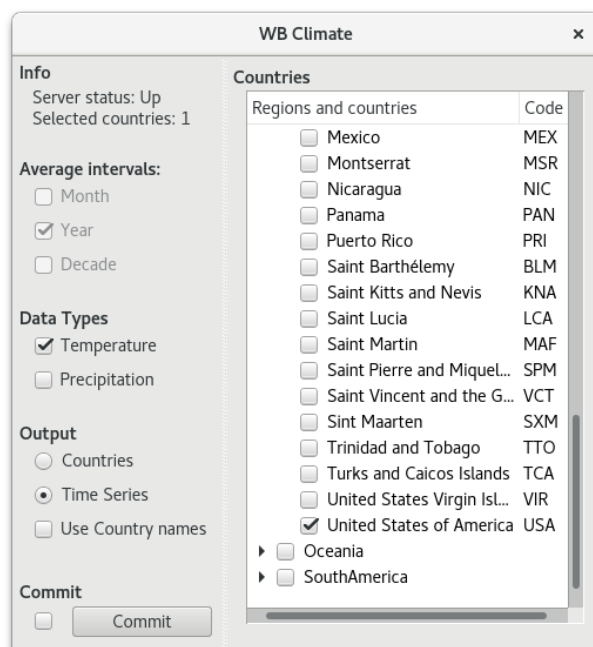 WB Climate
×
Info
Server status: Up
Selected countries: 1
Average intervals:
Month
Year
Decade
Data Types
Temperature
Precipitation
Output
Countries
Time Series
Use Country names
Commit
Commit
Countries
Regions and countries Code
Mexico MEX
Montserrat MSR
Nicaragua NIC
Panama PAN
Puerto Rico PRI
Saint Barthélemy BLM
Saint Kitts and Nevis KNA
Saint Lucia LCA
Saint Martin MAF
Saint Pierre and Miquel... SPM
Saint Vincent and the G... VCT
Sint Maarten SXM
Trinidad and Tobago TTO
Turks and Caicos Islands TCA
United States Virgin Isl... VIR
United States of America USA
Oceania
SouthAmerica